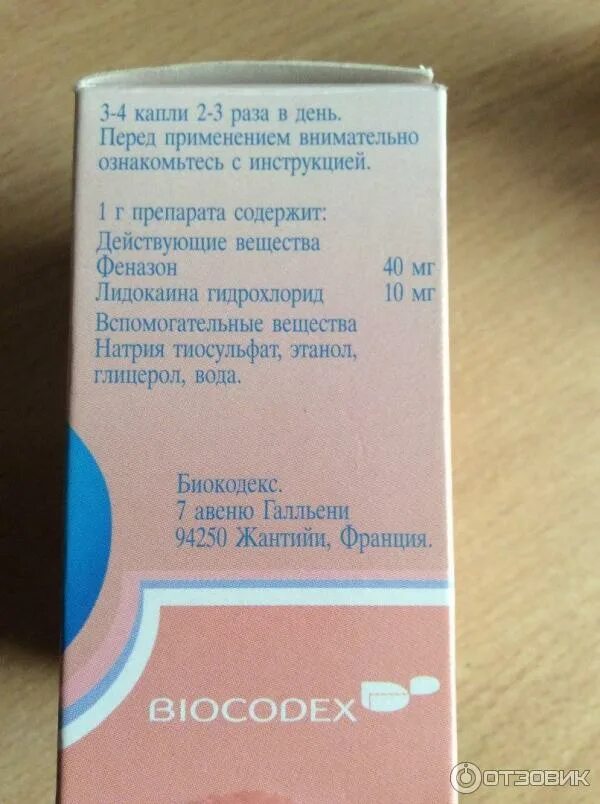 3-4 капли 2-3 раза в день.
Перед применением внимательно
ознакомьтесь с инструкцией.
1 г препарата содержит:
Действующие вещества
Феназон 40 мг
Лидокаина гидрохлорид 10 мг
Вспомогательные вещества
Натрия тиосульфат, этанол,
глицерол, вода.
Биокодекс.
7 авеню Галльени
94250 Жантийи, Франция.
BIOCODEX
ОТЗОВИК